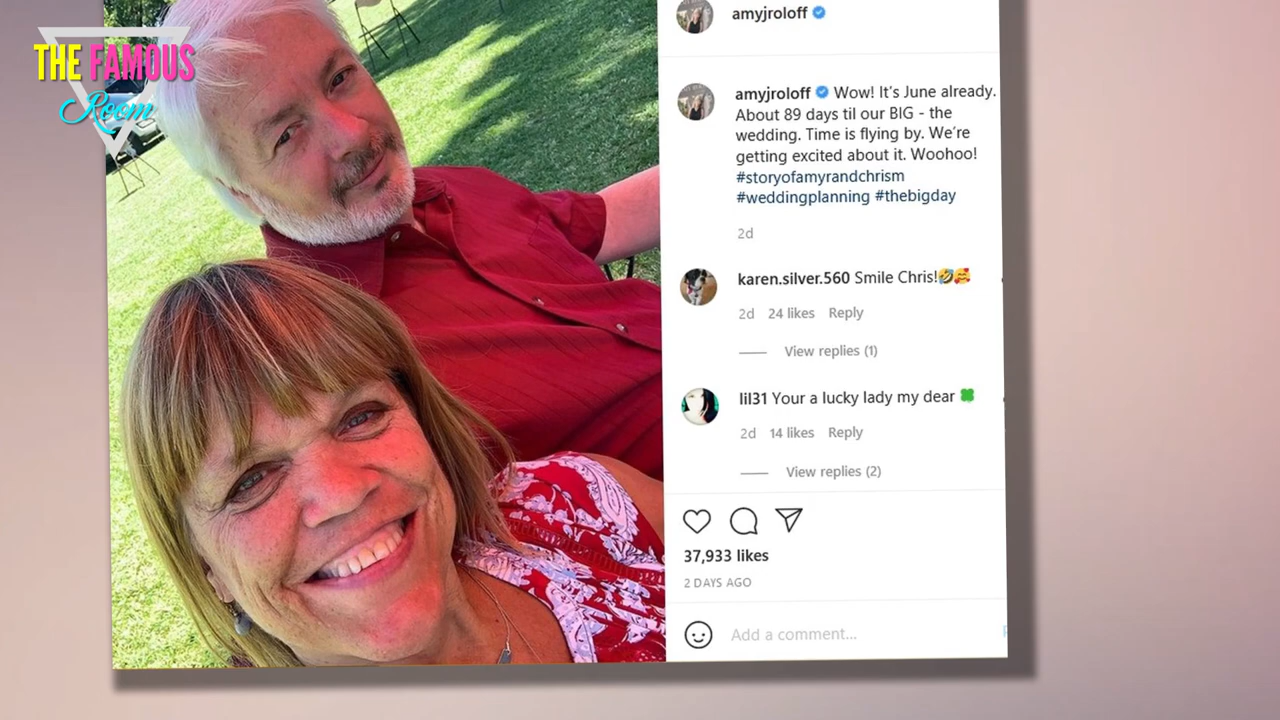 THE FAMOUS
Room
amyjroloff
amyjroloff Wow! It's June already.
About 89 days til our BIG - the
wedding. Time is flying by. We're
getting excited about it. Woohoo!
#storyofamyrandchrism
#weddingplanning #thebigday
2d
karen.silver.560 Smile Chris!🤣🥰
2d 24 likes Reply
View replies (1)
lil31 Your a lucky lady my dear 🍀
2d 14 likes Reply
View replies (2)
37,933 likes
2 DAYS AGO
Add a comment...